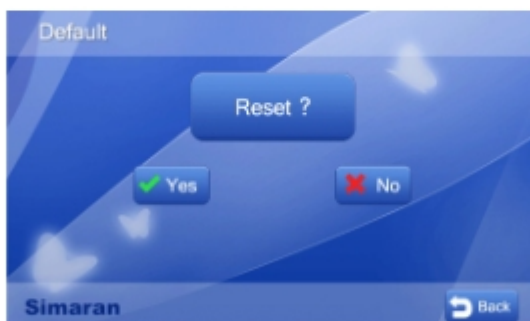 Default
Reset ?
Yes
No
Simaran
Back